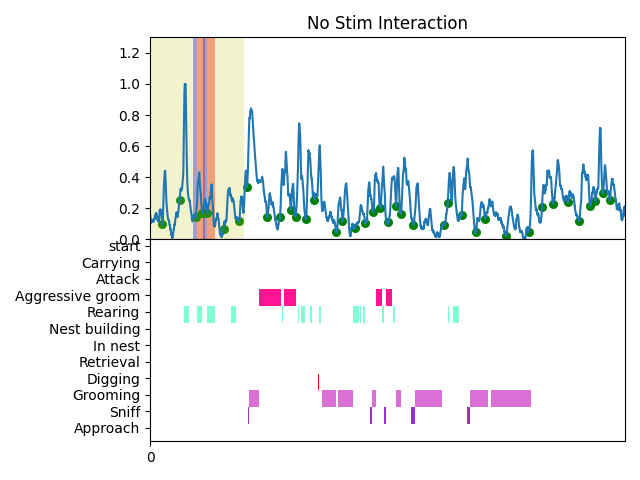 No Stim Interaction
1.2
1.0
0.8
0.6
0.4
0.2
0.0
start
Carrying
Attack
Aggressive groom
Rearing
Nest building
In nest
Retrieval
Digging
Grooming
Sniff
Approach
0